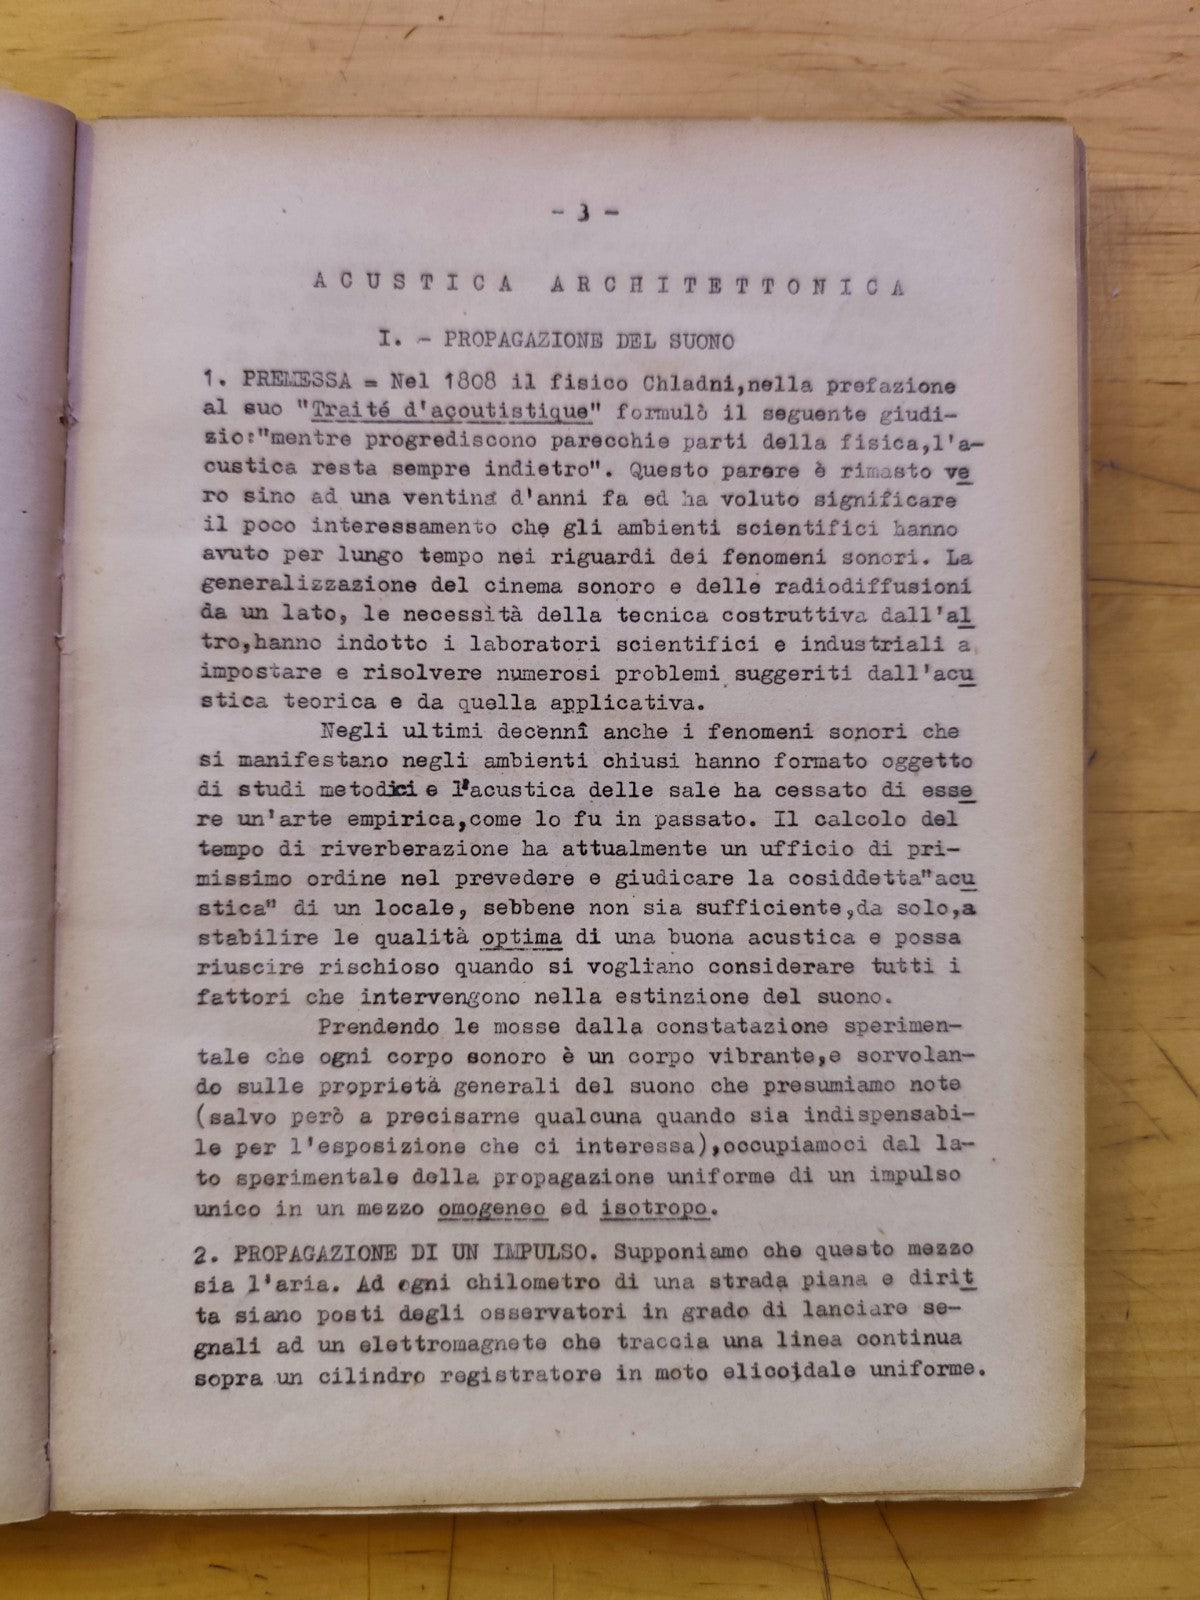 - 3 -
ACUSTICA ARCHITETTONICA
I. - PROPAGAZIONE DEL SUONO
1. PREMESSA = Nel 1808 il fisico Chladni,nella prefazione
al suo "Traité d'açoutistique" formulò il seguente giudi-
zio:"mentre progrediscono parecchie parti della fisica,l'a-
custica resta sempre indietro". Questo parere è rimasto ve
ro sino ad una ventina d'anni fa ed ha voluto significare
il poco interessamento che gli ambienti scientifici hanno
avuto per lungo tempo nei riguardi dei fenomeni sonori. La
generalizzazione del cinema sonoro e delle radiodiffusioni
da un lato, le necessità della tecnica costruttiva dall'al
tro,hanno indotto i laboratori scientifici e industriali a
impostare e risolvere numerosi problemi suggeriti dall'acu
stica teorica e da quella applicativa.
Negli ultimi decennî anche i fenomeni sonori che
si manifestano negli ambienti chiusi hanno formato oggetto
di studi metodici e l'acustica delle sale ha cessato di esse
re un'arte empirica,come lo fu in passato. Il calcolo del
tempo di riverberazione ha attualmente un ufficio di pri-
missimo ordine nel prevedere e giudicare la cosiddetta"acu
stica" di un locale, sebbene non sia sufficiente,da solo,a
stabilire le qualità optima di una buona acustica e possa
riuscire rischioso quando si vogliano considerare tutti i
fattori che intervengono nella estinzione del suono.
Prendendo le mosse dalla constatazione sperimen-
tale che ogni corpo sonoro è un corpo vibrante,e sorvolan-
do sulle proprietà generali del suono che presumiamo note
(salvo però a precisarne qualcuna quando sia indispensabi-
le per l'esposizione che ci interessa),occupiamoci dal la-
to sperimentale della propagazione uniforme di un impulso
unico in un mezzo omogeneo ed isotropo.
2. PROPAGAZIONE DI UN IMPULSO. Supponiamo che questo mezzo
sia l'aria. Ad ogni chilometro di una strada piana e dirit
ta siano posti degli osservatori in grado di lanciare se-
gnali ad un elettromagnete che traccia una linea continua
sopra un cilindro registratore in moto elicoidale uniforme.